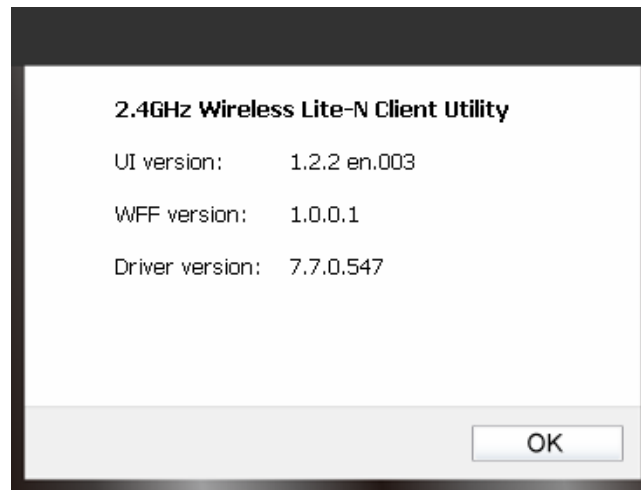 2.4GHz Wireless Lite-N Client Utility
UI version: 1.2.2 en.003
WFF version: 1.0.0.1
Driver version: 7.7.0.547
OK